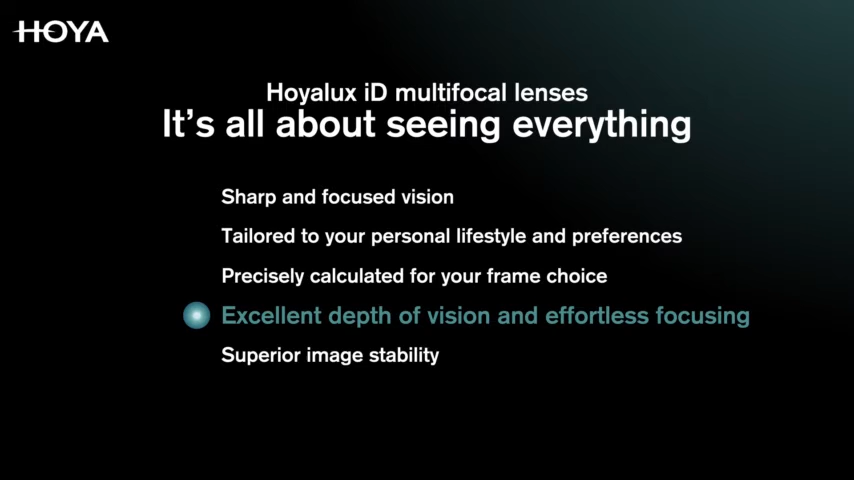 HOYA
Hoyalux iD multifocal lenses
It's all about seeing everything
Sharp and focused vision
Tailored to your personal lifestyle and preferences
Precisely calculated for your frame choice
Excellent depth of vision and effortless focusing
Superior image stability